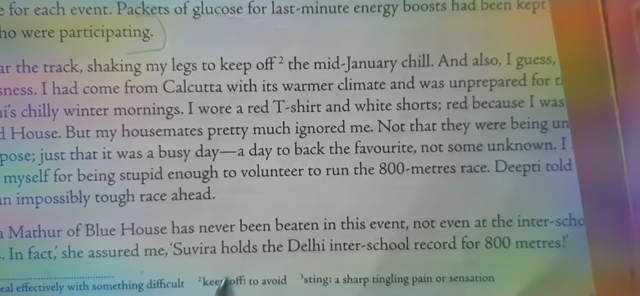 for each event. Packets of glucose for last-minute energy boosts had been kept
ho were participating.
ar the track, shaking my legs to keep off² the mid-January chill. And also, I guess,
sness. I had come from Calcutta with its warmer climate and was unprepared for
i's chilly winter mornings. I wore a red T-shirt and white shorts; red because I was
d House. But my housemates pretty much ignored me. Not that they were being un
pose; just that it was a busy day—a day to back the favourite, not some unknown. I
myself for being stupid enough to volunteer to run the 800-metres race. Deepti told
an impossibly tough race ahead.
a Mathur of Blue House has never been beaten in this event, not even at the inter-scho
. In fact,' she assured me, 'Suvira holds the Delhi inter-school record for 800 metres!'
eal effectively with something difficult ²keep off: to avoid ³sting: a sharp tingling pain or sensation